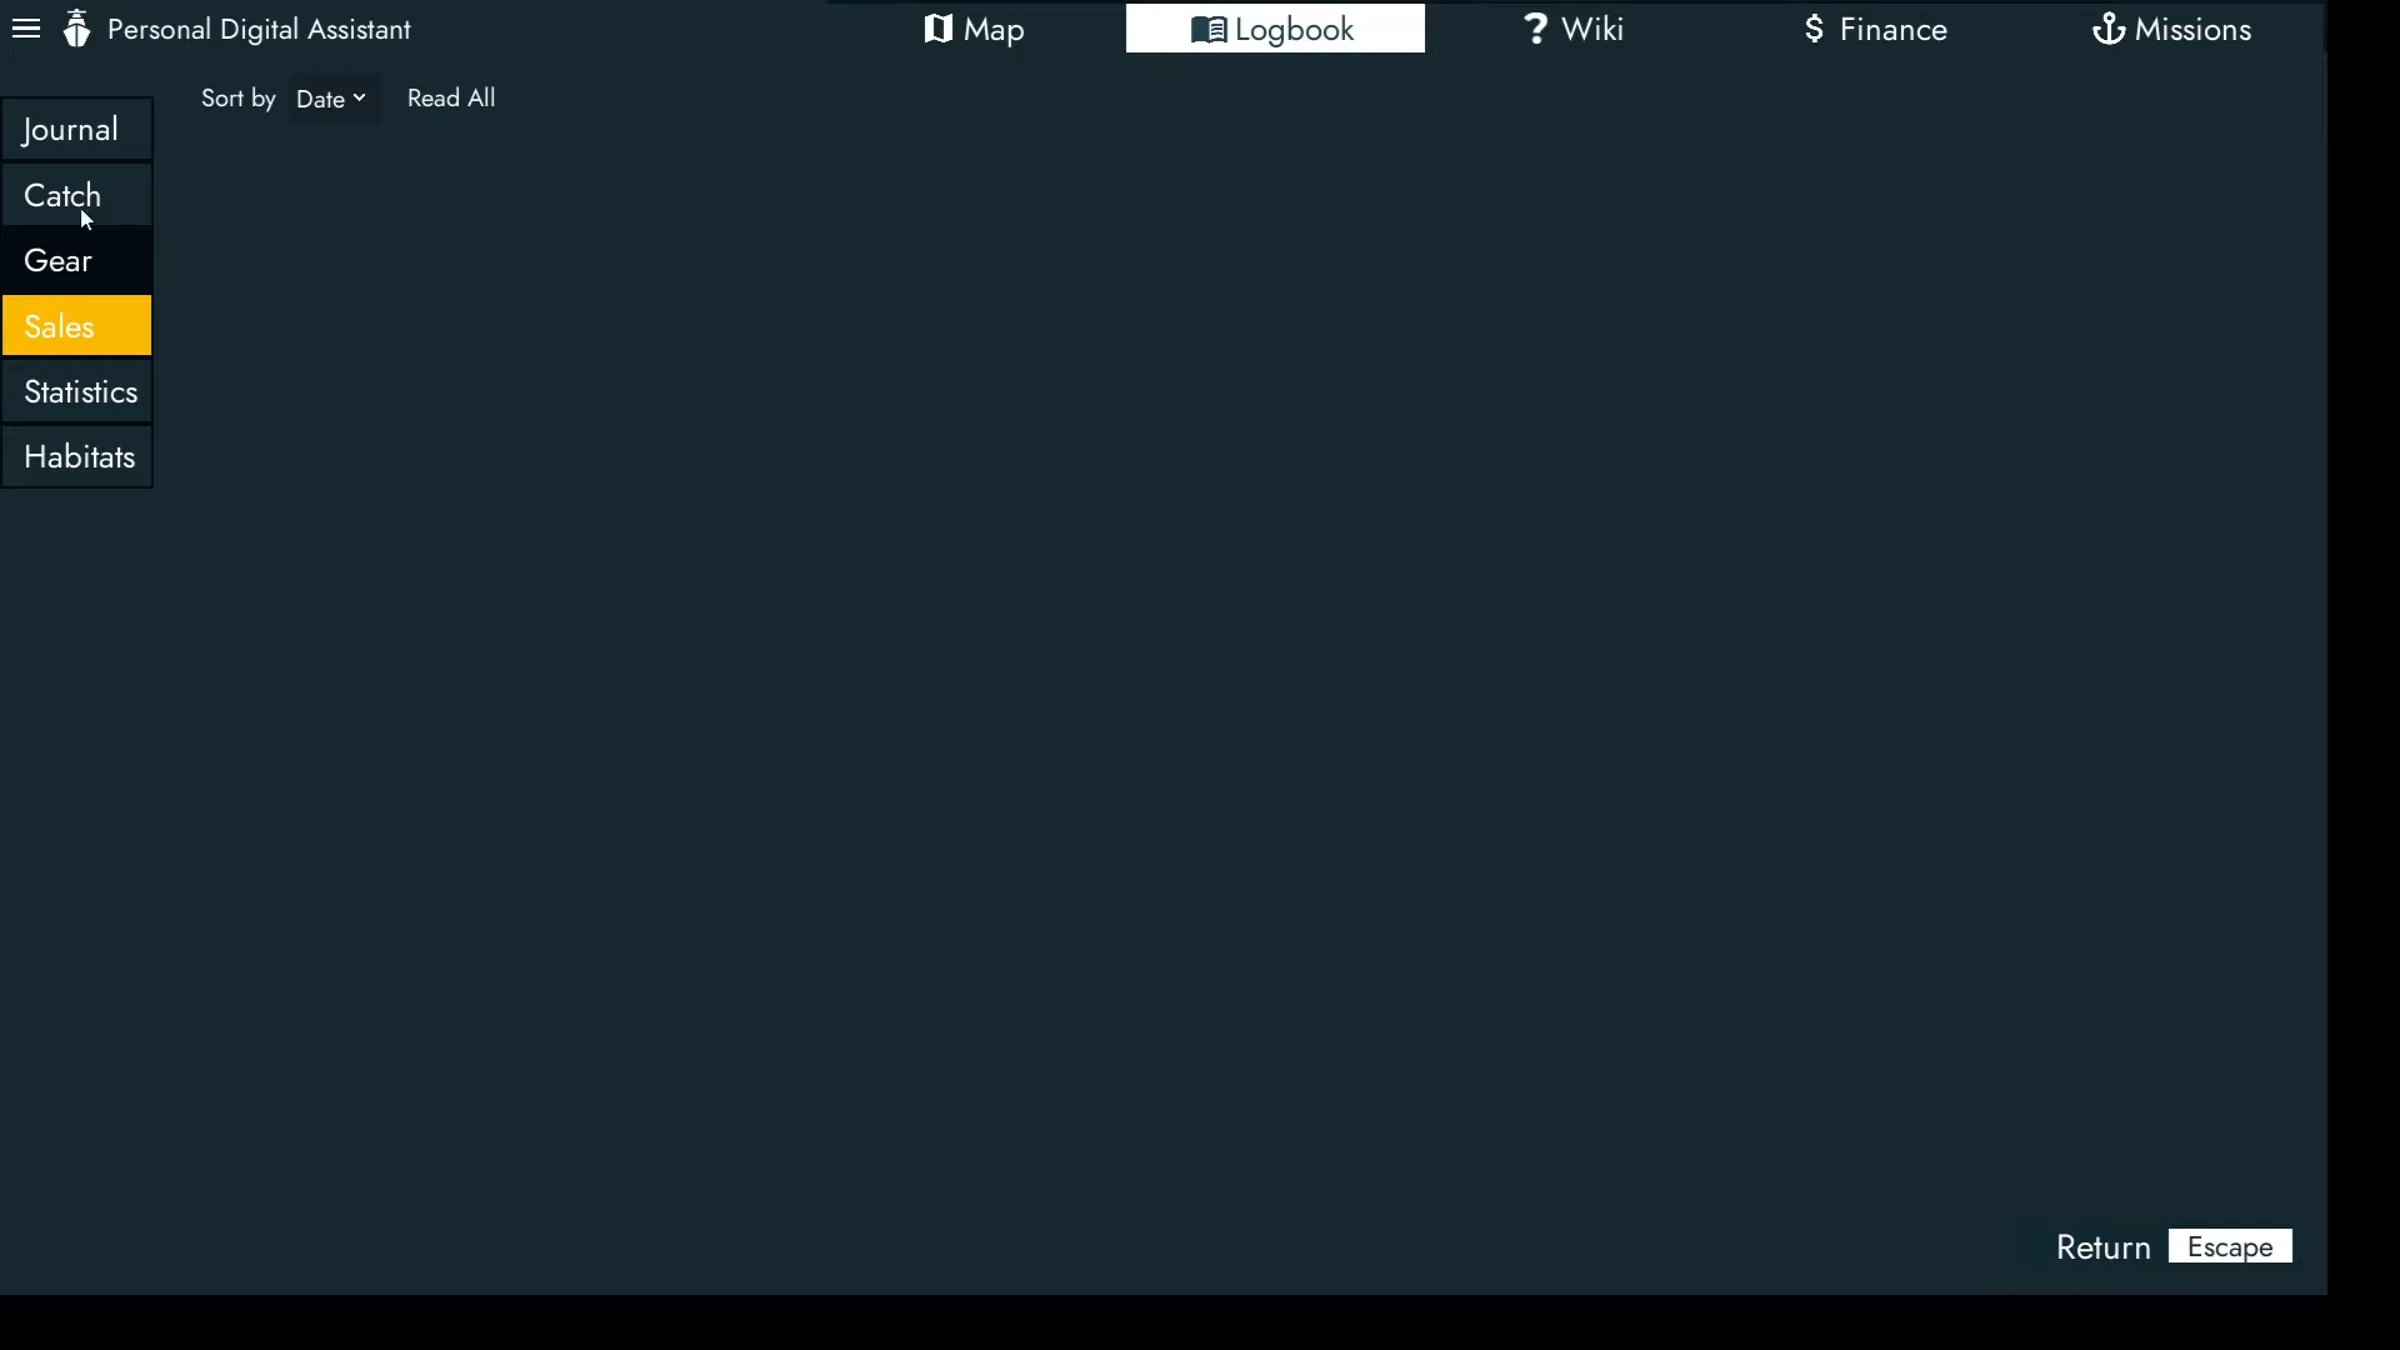 Personal Digital Assistant
Map
Logbook
? Wiki
$ Finance
Missions
Sort by Date Read All
Journal
Catch
Gear
Sales
Statistics
Habitats
Return Escape